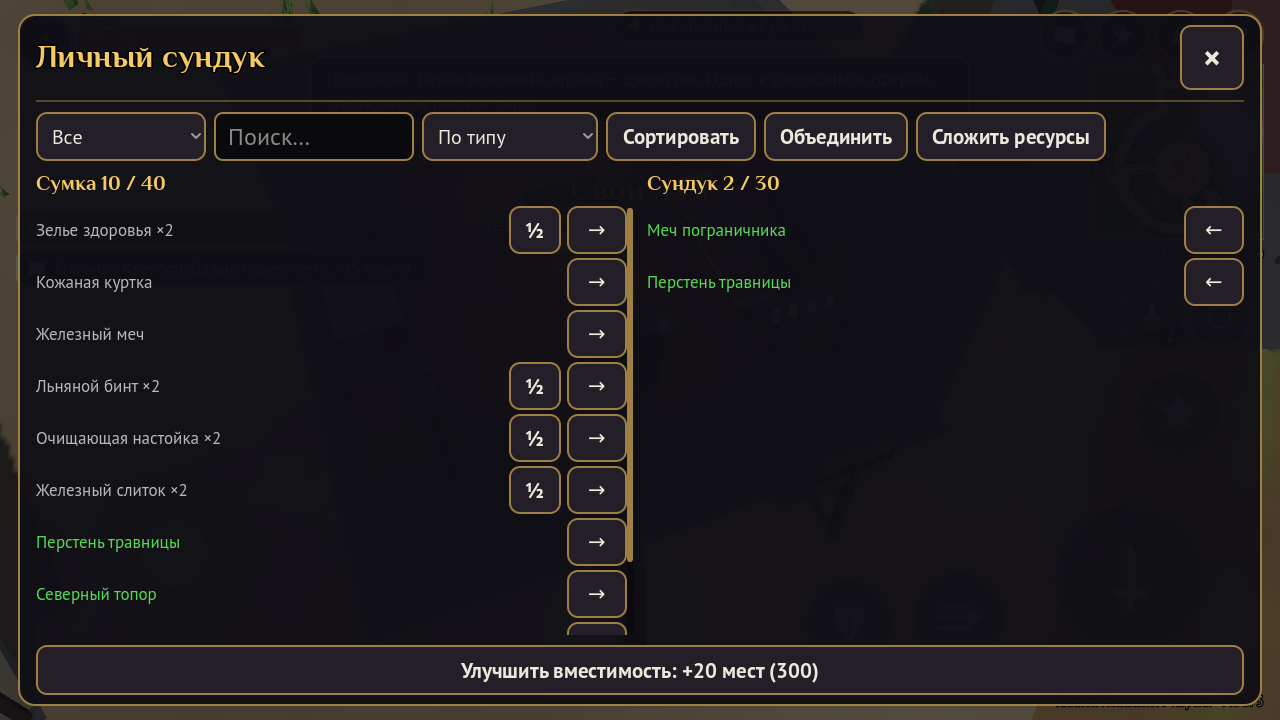 Личный сундук
×
Все Поиск... По типу Сортировать Объединить Сложить ресурсы
Сумка 10 / 40
Зелье здоровья ×2 ½ →
Кожаная куртка →
Железный меч →
Льняной бинт ×2 ½ →
Очищающая настойка ×2 ½ →
Железный слиток ×2 ½ →
Перстень травницы →
Северный топор →
Сундук 2 / 30
Меч пограничника ←
Перстень травницы ←
Улучшить вместимость: +20 мест (300)